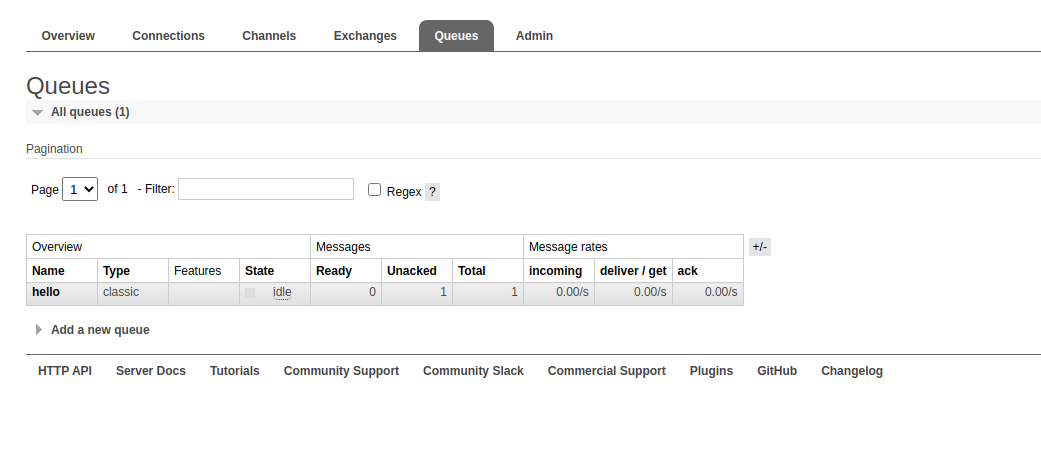 Overview Connections Channels Exchanges Queues Admin
Queues
All queues (1)
Pagination
Page 1 of 1 - Filter: Regex ?
Overview Messages Message rates +/-
Name Type Features State Ready Unacked Total incoming deliver / get ack
hello classic idle 0 1 1 0.00/s 0.00/s 0.00/s
Add a new queue
HTTP API Server Docs Tutorials Community Support Community Slack Commercial Support Plugins GitHub Changelog